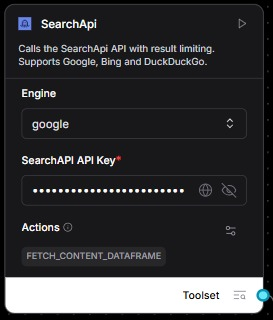 SearchApi
Calls the SearchApi API with result limiting.
Supports Google, Bing and DuckDuckGo.
Engine
google
SearchAPI API Key*
••••••••••••••••••••••••
Actions
FETCH_CONTENT_DATAFRAME
Toolset